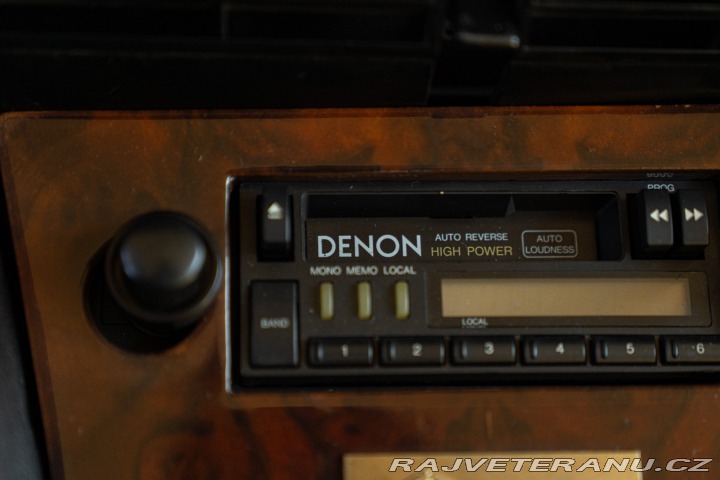 PROG
DENON
AUTO REVERSE
HIGH POWER
AUTO
LOUDNESS
MONO MEMO LOCAL
BAND
LOCAL
1 2 3 4 5 6
RAJVETERANU.CZ